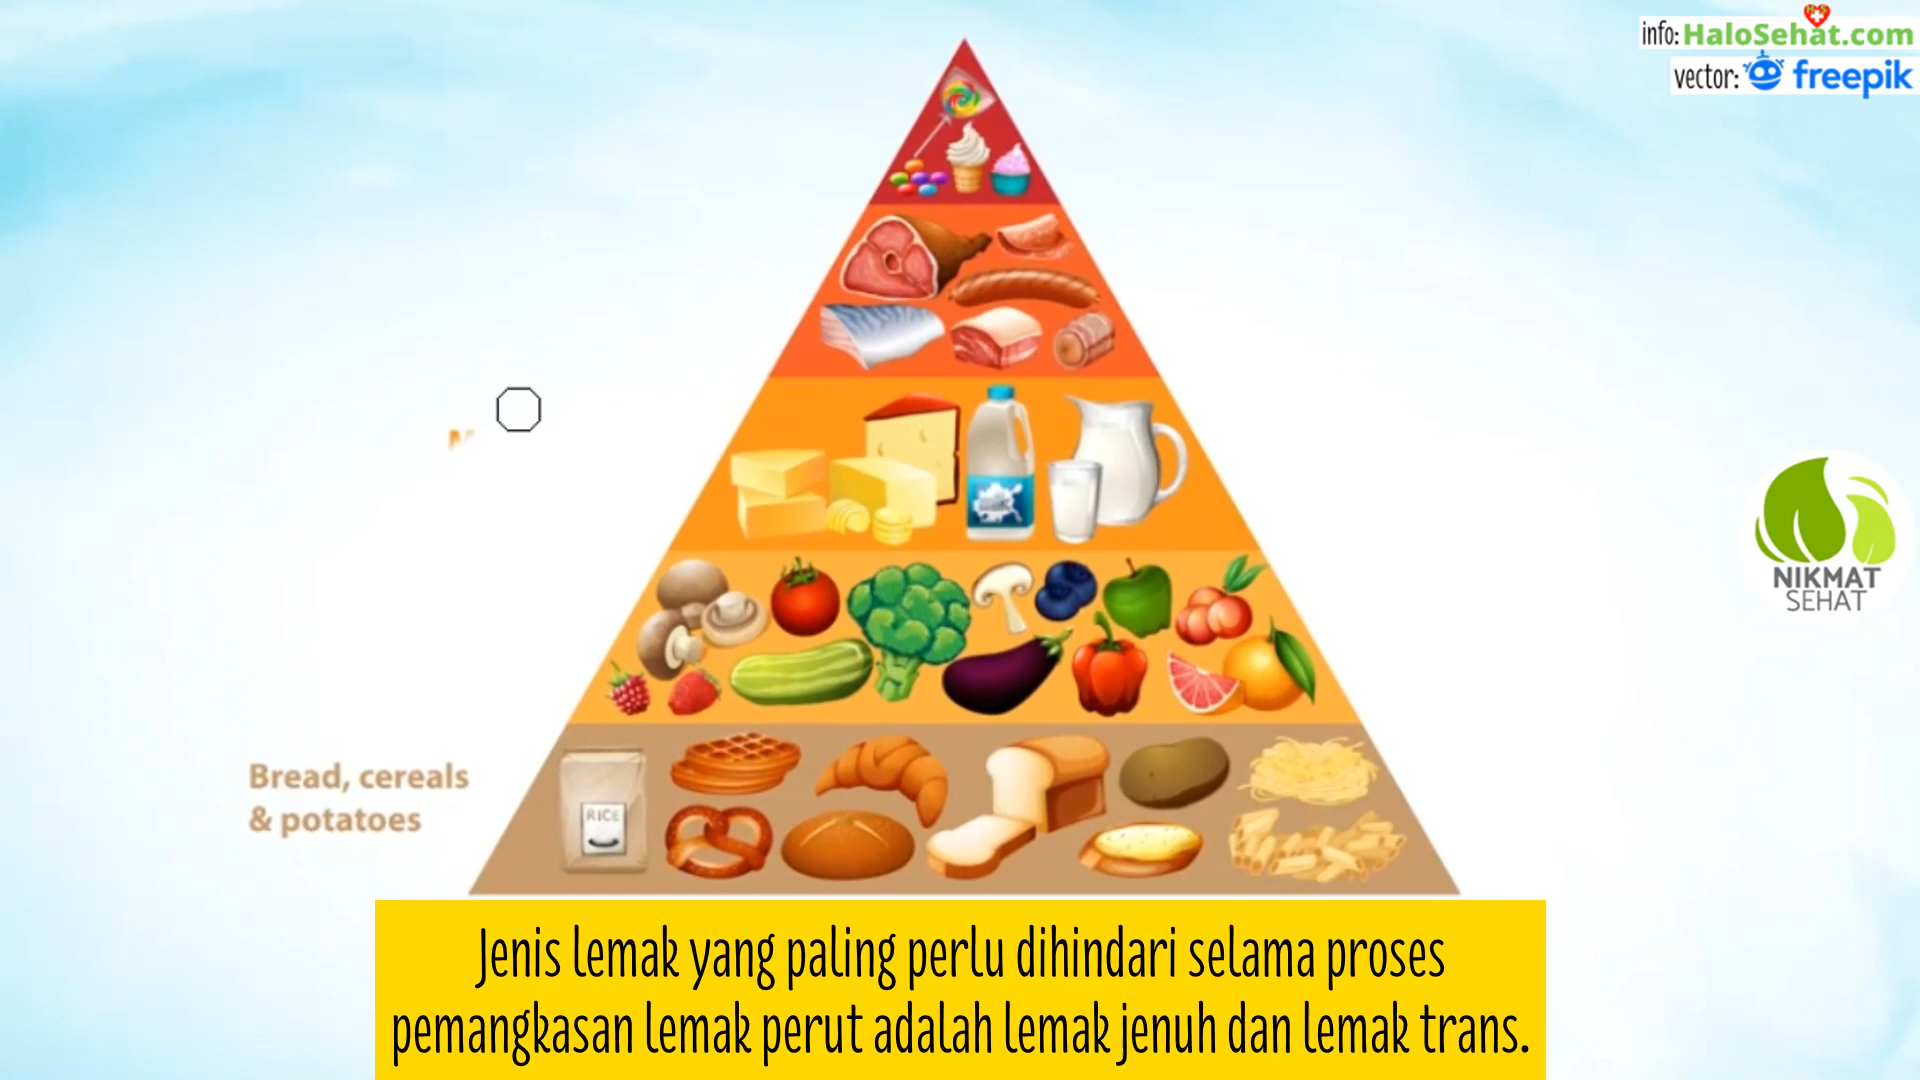 info: HaloSehat.com
vector: freepik
NIKMAT
SEHAT
Bread, cereals
& potatoes
RICE
Jenis lemak yang paling perlu dihindari selama proses
pemangkasan lemak perut adalah lemak jenuh dan lemak trans.